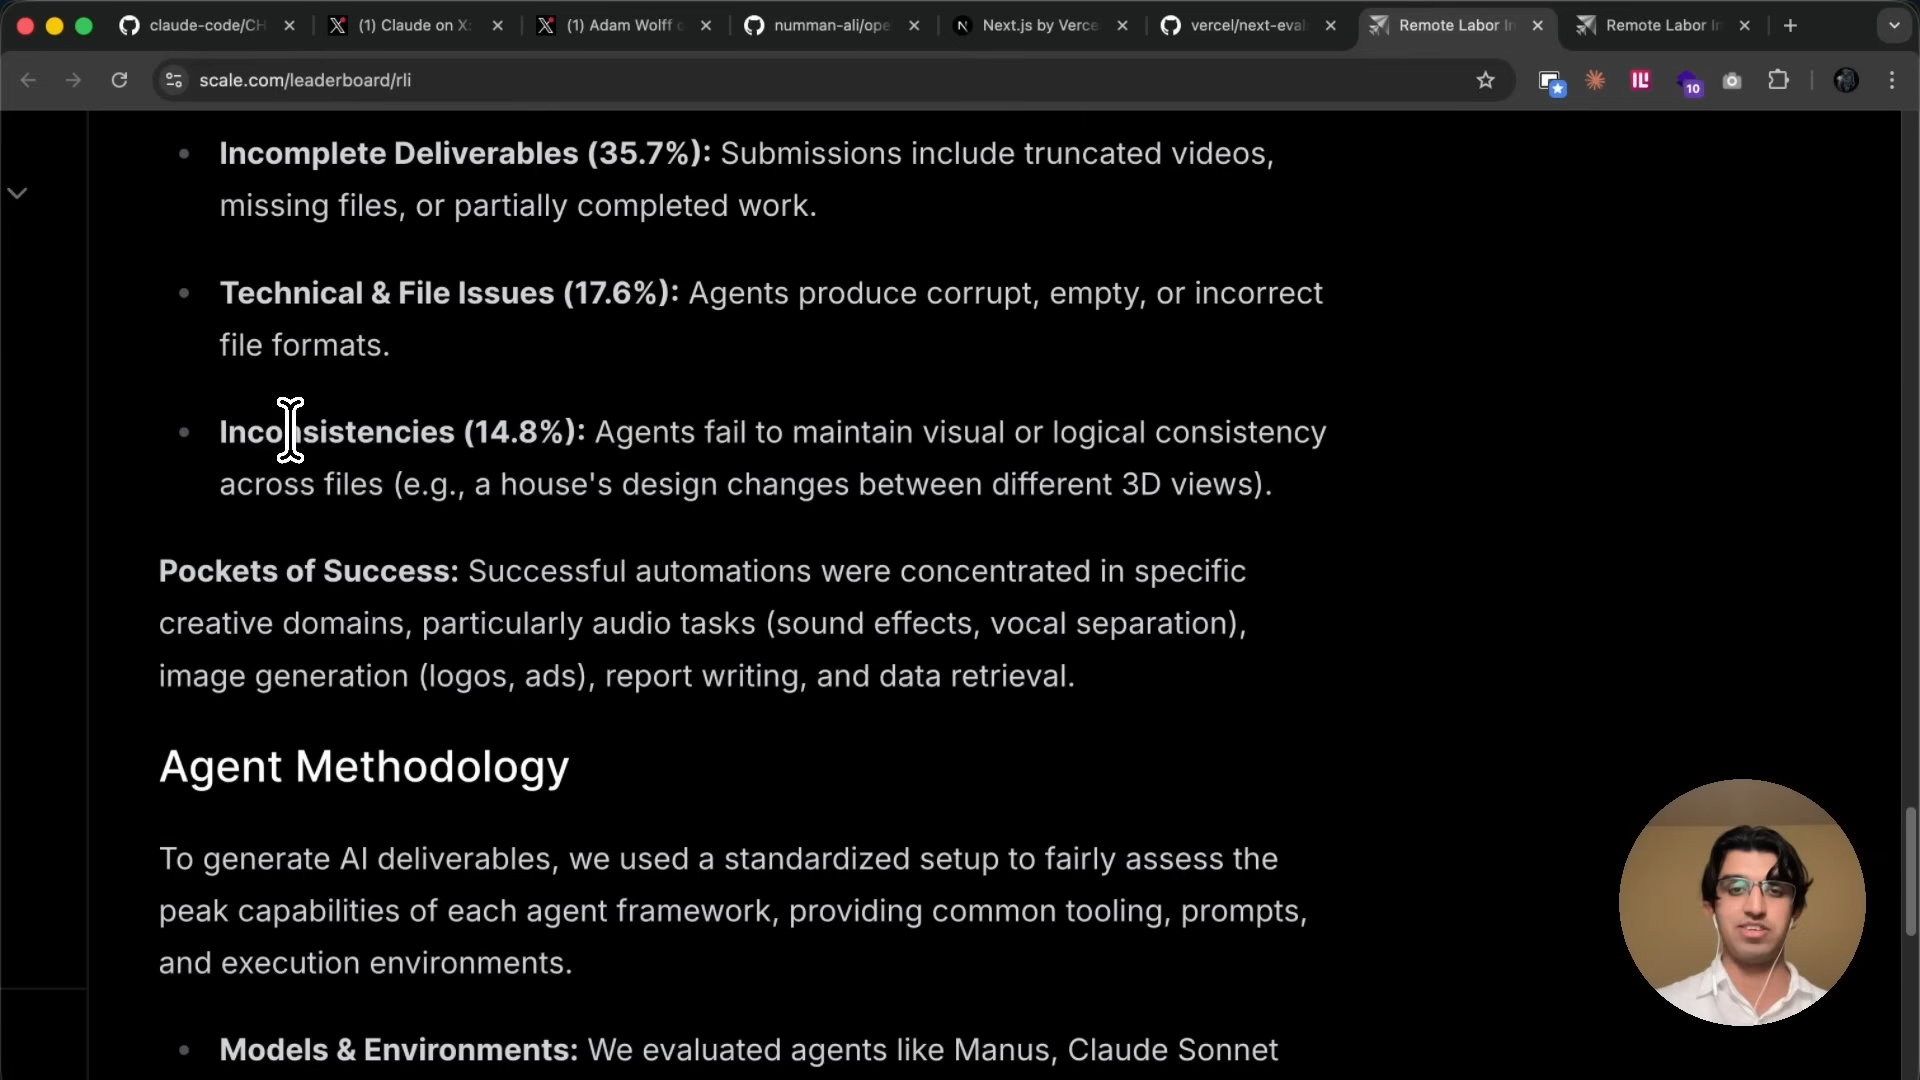 claude-code/CH
(1) Claude on X:
(1) Adam Wolff
numman-ali/ope
Next.js by Verce
vercel/next-eval
Remote Labor In
Remote Labor In
scale.com/leaderboard/rli
10
Incomplete Deliverables (35.7%): Submissions include truncated videos,
missing files, or partially completed work.
Technical & File Issues (17.6%): Agents produce corrupt, empty, or incorrect
file formats.
Inconsistencies (14.8%): Agents fail to maintain visual or logical consistency
across files (e.g., a house's design changes between different 3D views).
Pockets of Success: Successful automations were concentrated in specific
creative domains, particularly audio tasks (sound effects, vocal separation),
image generation (logos, ads), report writing, and data retrieval.
Agent Methodology
To generate AI deliverables, we used a standardized setup to fairly assess the
peak capabilities of each agent framework, providing common tooling, prompts,
and execution environments.
Models & Environments: We evaluated agents like Manus, Claude Sonnet